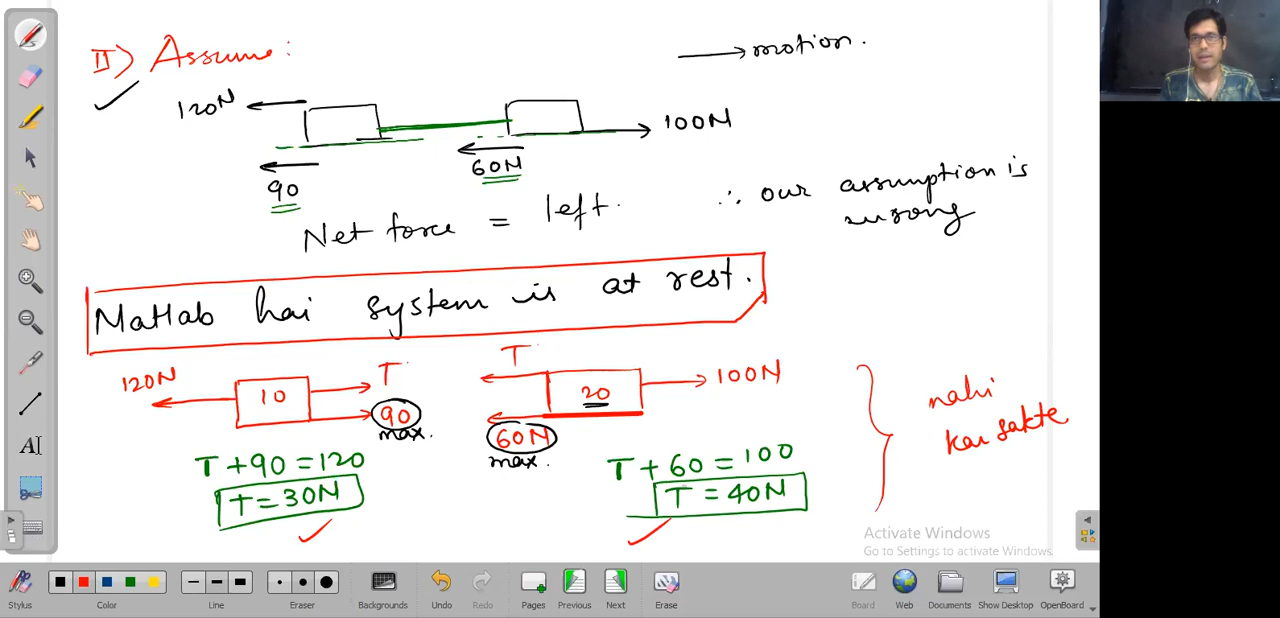 II) Assume:
→ motion.
120N
100N
90
60N
Net force = left.
∴ our assumption is
wrong
Matlab hai system is at rest.
120N
10
T
90
max.
T
20
100N
60N
max.
nahi
kar sakte
T + 90 = 120
T = 30N
T + 60 = 100
T = 40N
Activate Windows
Go to Settings to activate Windows.
Stylus
Color
Line
Eraser
Backgrounds
Undo
Redo
Pages
Previous
Next
Erase
Board
Web
Documents
Show Desktop
OpenBoard